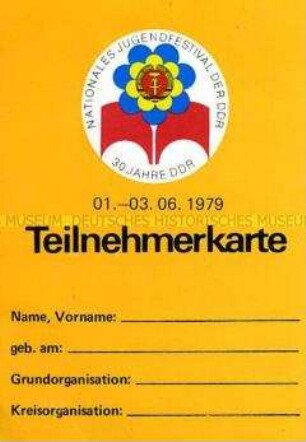 NATIONALES JUGENDFESTIVAL DER DDR
30 JAHRE DDR
01.–03. 06. 1979
MUSEUM DEUTSCHES HISTORISCHES MUSEUM
Teilnehmerkarte
Name, Vorname:
geb. am:
Grundorganisation:
Kreisorganisation: